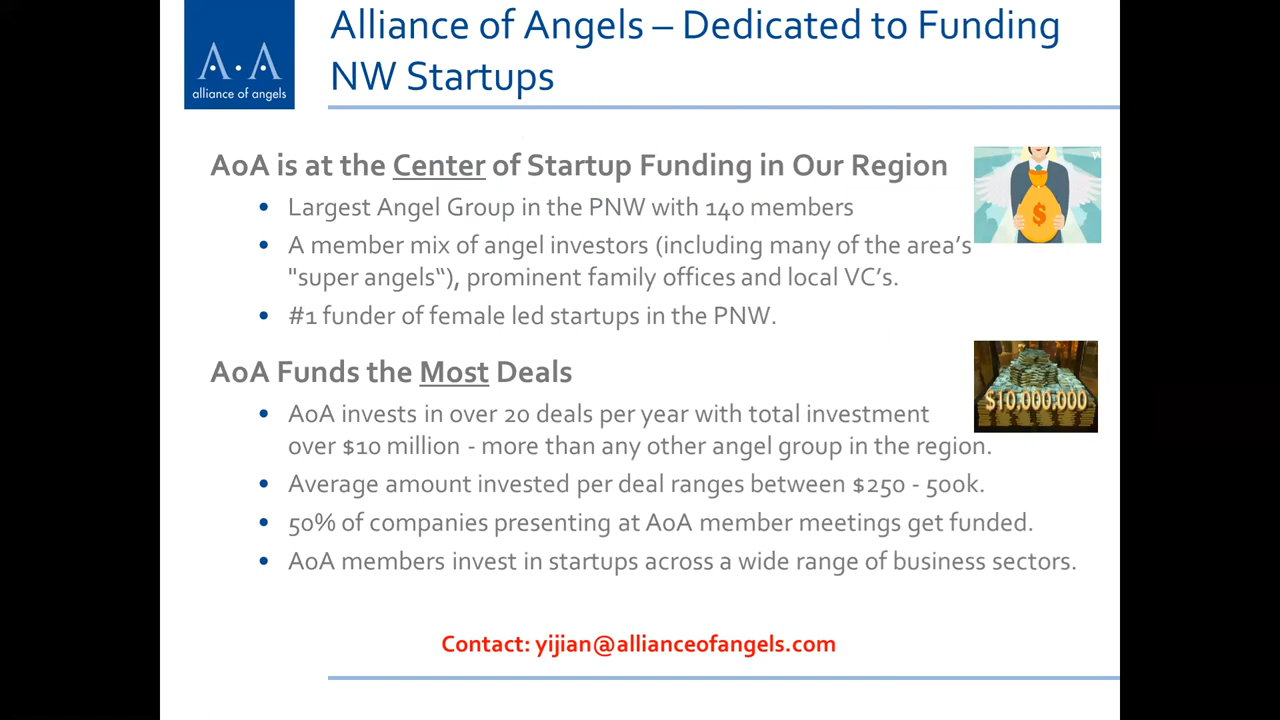 A·A
alliance of angels
Alliance of Angels – Dedicated to Funding
NW Startups
AoA is at the Center of Startup Funding in Our Region
• Largest Angel Group in the PNW with 140 members
• A member mix of angel investors (including many of the area’s
"super angels“), prominent family offices and local VC’s.
• #1 funder of female led startups in the PNW.
$
AoA Funds the Most Deals
• AoA invests in over 20 deals per year with total investment
over $10 million - more than any other angel group in the region.
$10,000,000
• Average amount invested per deal ranges between $250 - 500k.
• 50% of companies presenting at AoA member meetings get funded.
• AoA members invest in startups across a wide range of business sectors.
Contact: yijian@allianceofangels.com